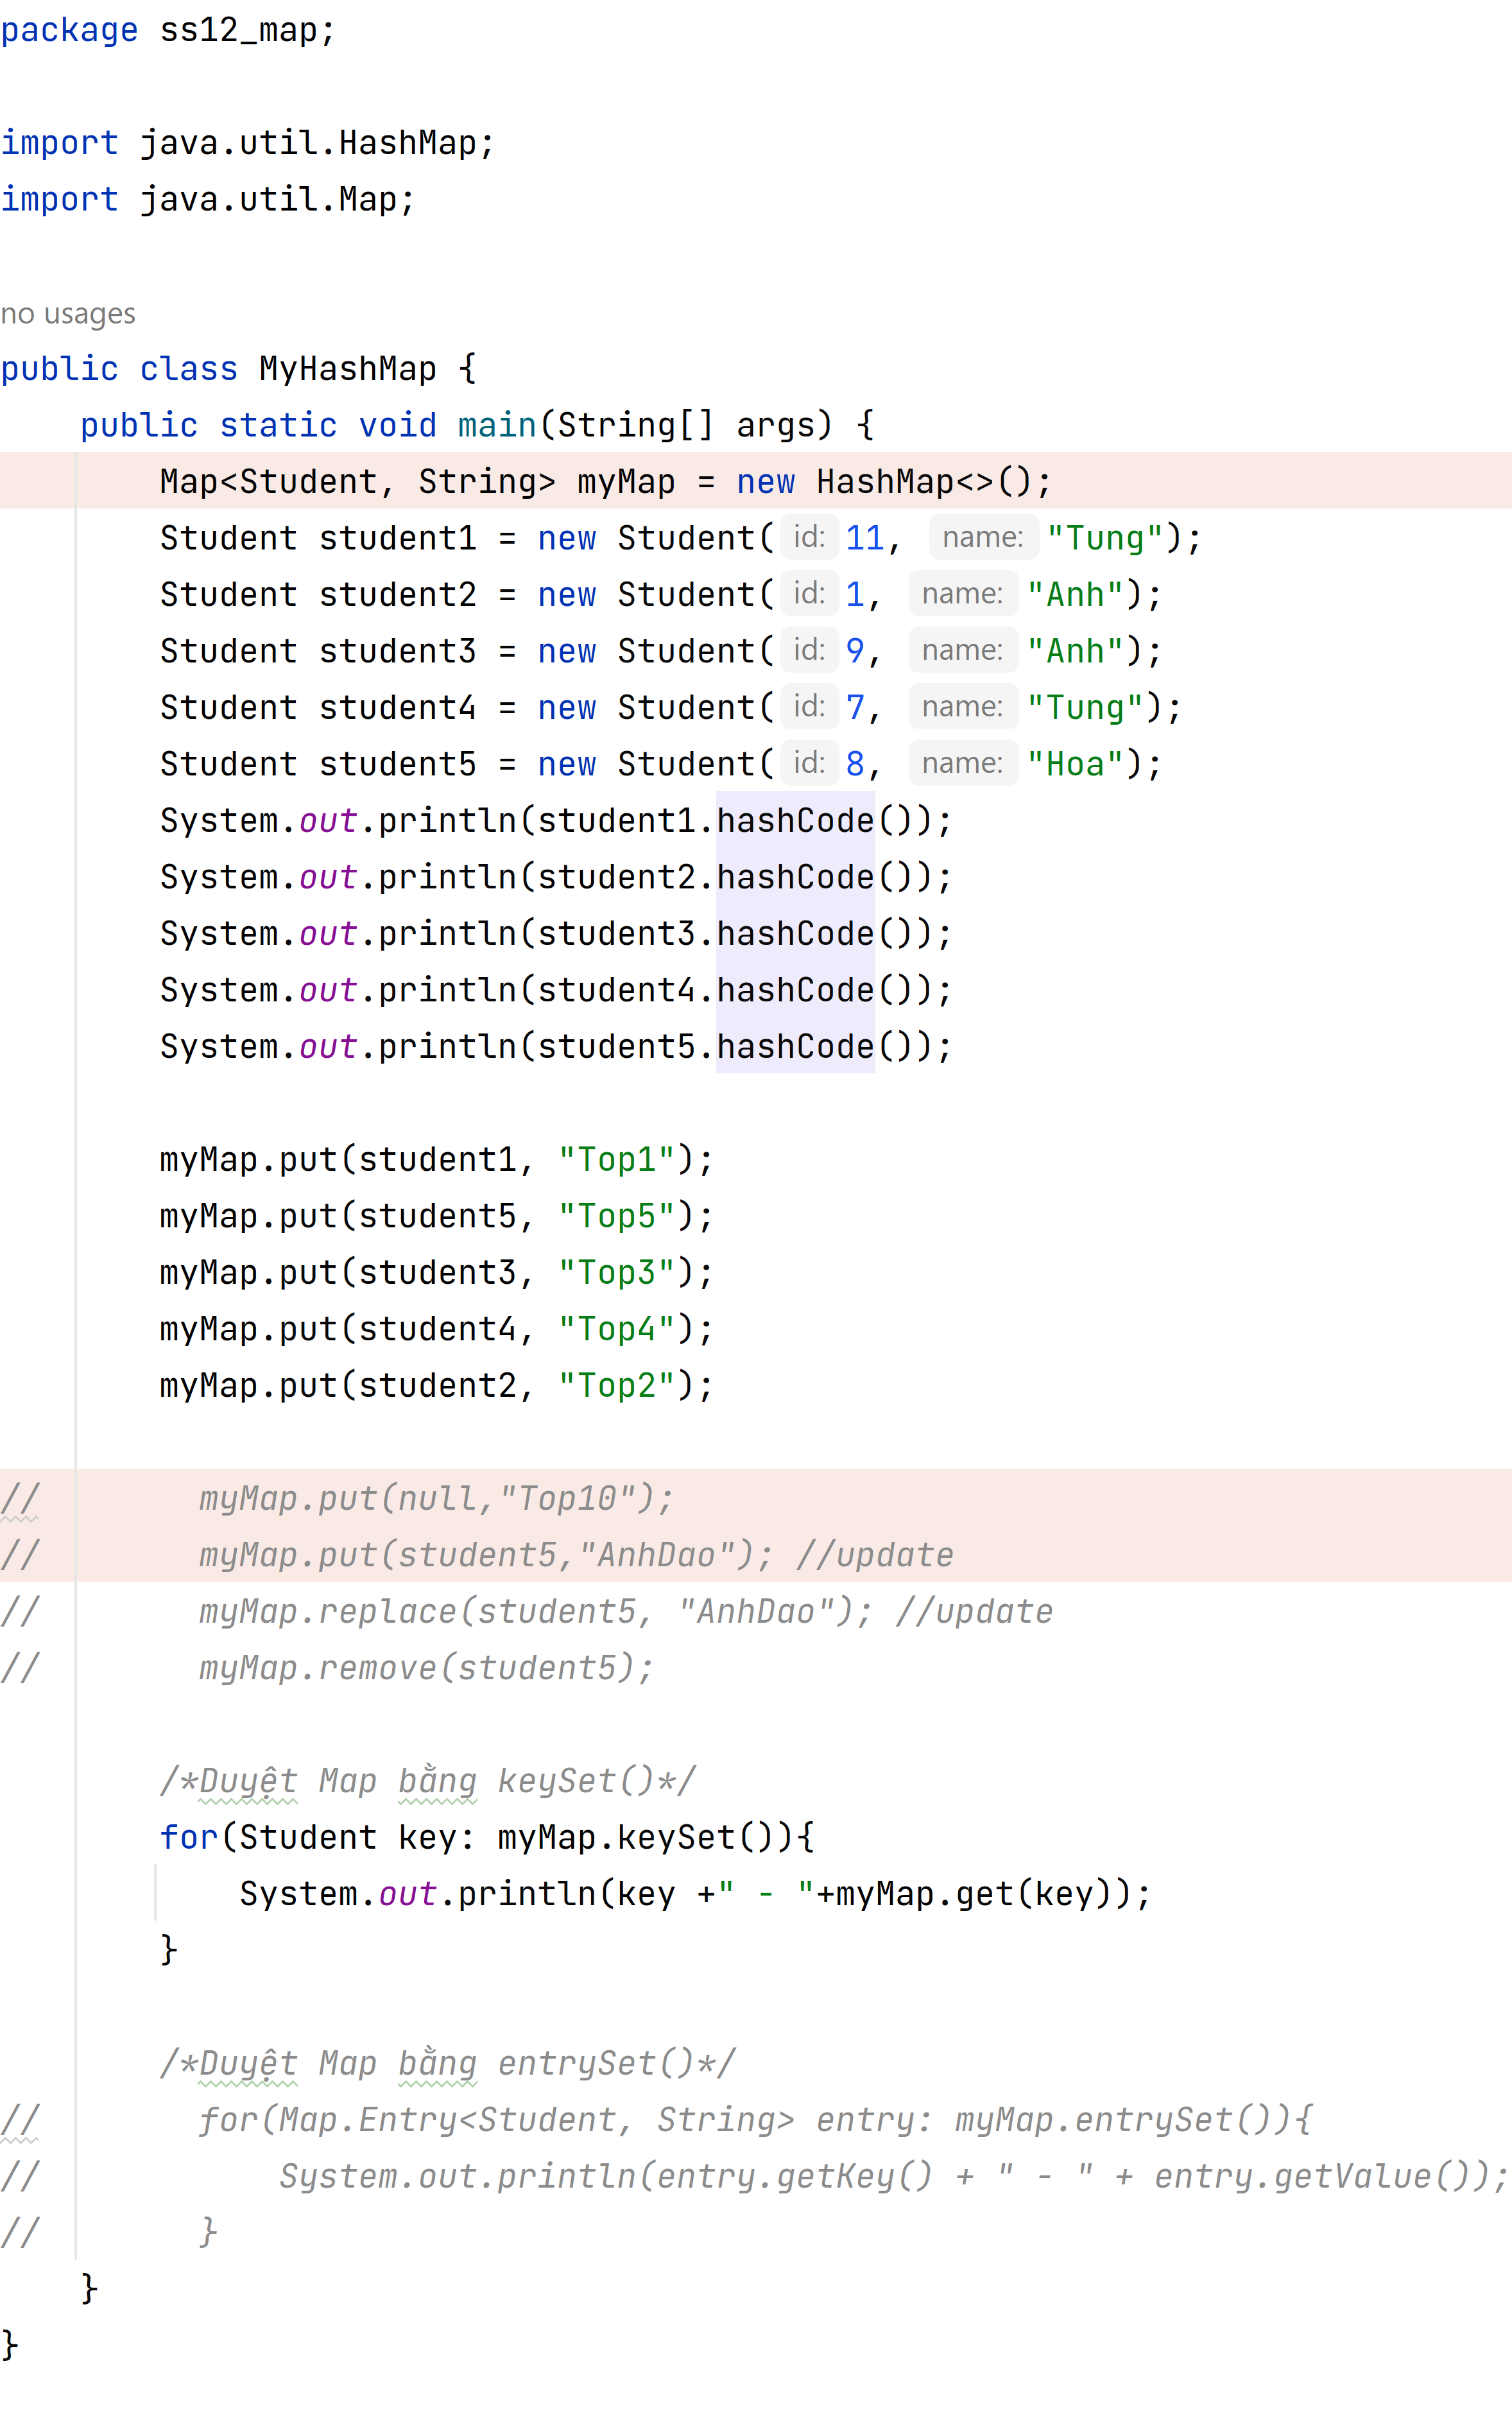 package ss12_map;
import java.util.HashMap;
import java.util.Map;
no usages
public class MyHashMap {
    public static void main(String[] args) {
        Map<Student, String> myMap = new HashMap<>();
        Student student1 = new Student( id: 11,  name: "Tung");
        Student student2 = new Student( id: 1,  name: "Anh");
        Student student3 = new Student( id: 9,  name: "Anh");
        Student student4 = new Student( id: 7,  name: "Tung");
        Student student5 = new Student( id: 8,  name: "Hoa");
        System.out.println(student1.hashCode());
        System.out.println(student2.hashCode());
        System.out.println(student3.hashCode());
        System.out.println(student4.hashCode());
        System.out.println(student5.hashCode());
        myMap.put(student1, "Top1");
        myMap.put(student5, "Top5");
        myMap.put(student3, "Top3");
        myMap.put(student4, "Top4");
        myMap.put(student2, "Top2");
//        myMap.put(null,"Top10");
//        myMap.put(student5,"AnhDao"); //update
//        myMap.replace(student5, "AnhDao"); //update
//        myMap.remove(student5);
        /*Duyệt Map bằng keySet()*/
        for(Student key: myMap.keySet()){
            System.out.println(key +" - "+myMap.get(key));
        }
        /*Duyệt Map bằng entrySet()*/
//        for(Map.Entry<Student, String> entry: myMap.entrySet()){
//            System.out.println(entry.getKey() + " - " + entry.getValue());
//        }
    }
}